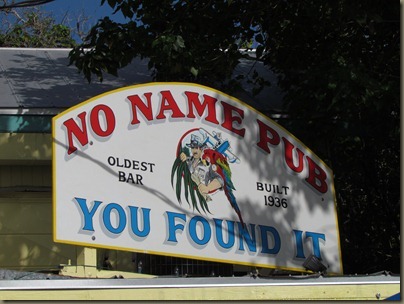 NO NAME PUB
OLDEST
BAR
BUILT
1936
YOU FOUND IT